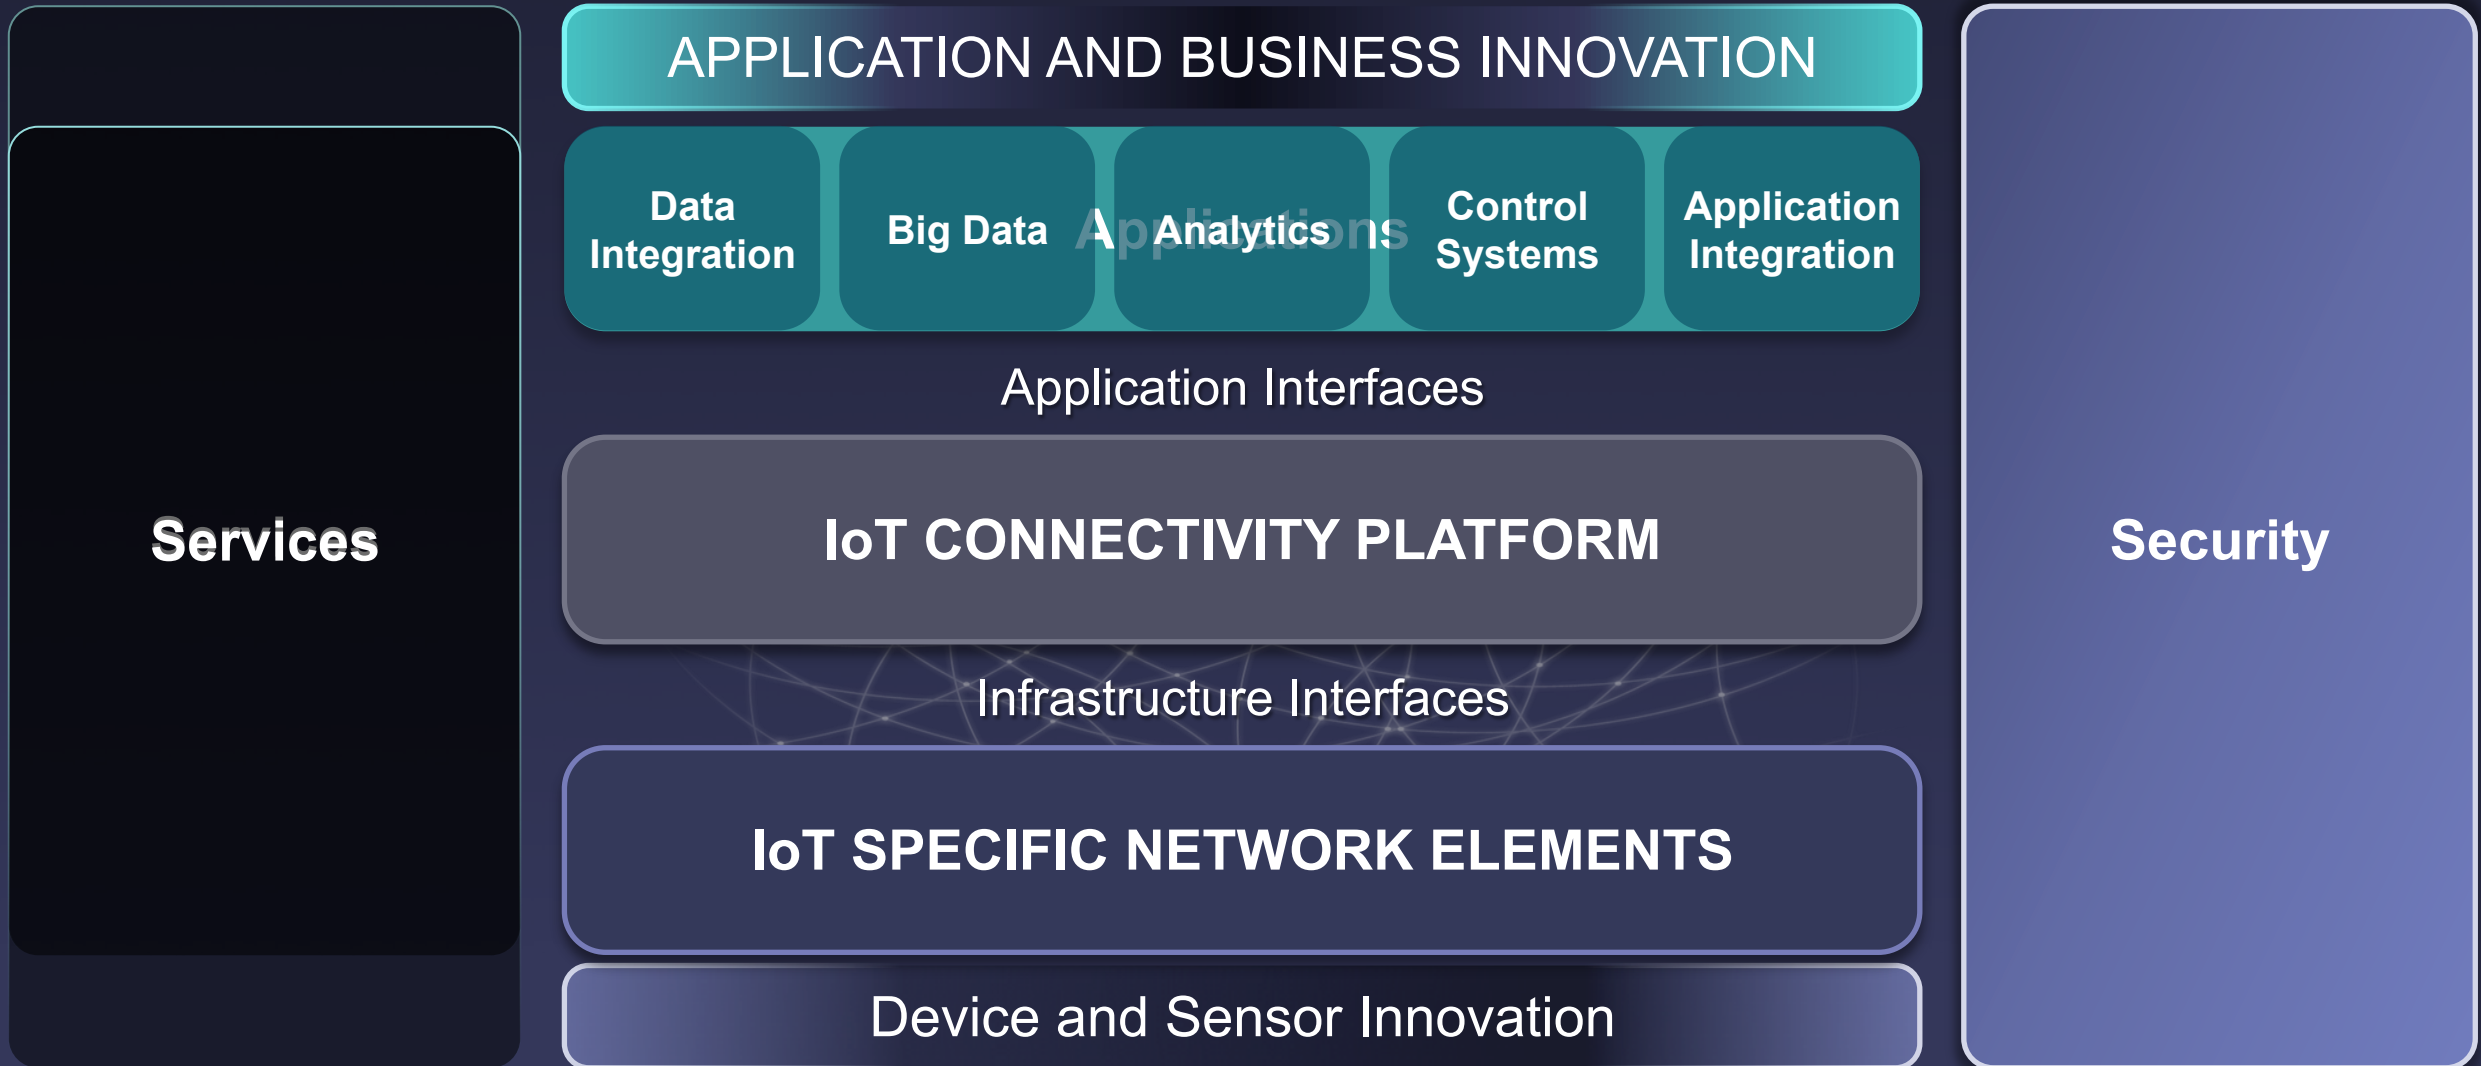 APPLICATION AND BUSINESS INNOVATION
Data
Integration
Big Data
Applications
Analytics
Control
Systems
Application
Integration
Application Interfaces
Services
IoT CONNECTIVITY PLATFORM
Security
Infrastructure Interfaces
IoT SPECIFIC NETWORK ELEMENTS
Device and Sensor Innovation